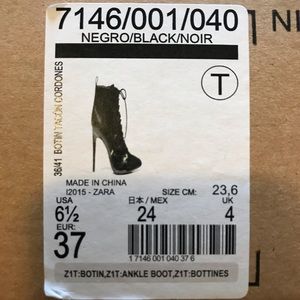 7146/001/040
NEGRO/BLACK/NOIR
T
36/41 BOTIN TACÓN CORDONES
MADE IN CHINA
I2015 - ZARA
SIZE CM: 23,6
USA 日本/MEX UK
6½ 24 4
EUR:
37
1 7146 001 040 37 6
Z1T:BOTIN,Z1T:ANKLE BOOT,Z1T:BOTTINES